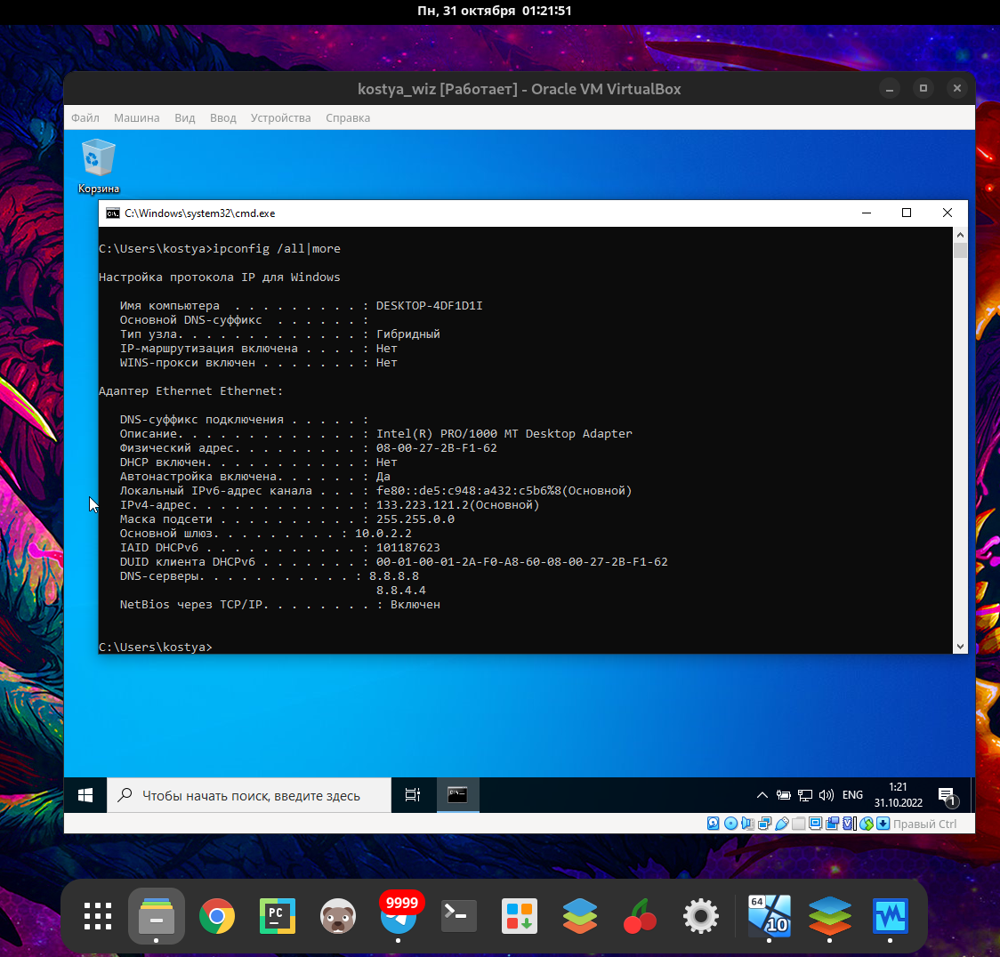 Пн, 31 октября 01:21:51
kostya_wiz [Работает] - Oracle VM VirtualBox
Файл Машина Вид Ввод Устройства Справка
Корзина
C:\Windows\system32\cmd.exe
C:\Users\kostya>ipconfig /all|more
Настройка протокола IP для Windows
Имя компьютера . . . . . . . . . : DESKTOP-4DF1D1I
Основной DNS-суффикс . . . . . . :
Тип узла. . . . . . . . . . . . . : Гибридный
IP-маршрутизация включена . . . . : Нет
WINS-прокси включен . . . . . . . : Нет
Адаптер Ethernet Ethernet:
DNS-суффикс подключения . . . . . :
Описание. . . . . . . . . . . . . : Intel(R) PRO/1000 MT Desktop Adapter
Физический адрес. . . . . . . . . : 08-00-27-2B-F1-62
DHCP включен. . . . . . . . . . . : Нет
Автонастройка включена. . . . . . : Да
Локальный IPv6-адрес канала . . . : fe80::de5:c948:a432:c5b6%8(Основной)
IPv4-адрес. . . . . . . . . . . . : 133.223.121.2(Основной)
Маска подсети . . . . . . . . . . : 255.255.0.0
Основной шлюз. . . . . . . . . : 10.0.2.2
IAID DHCPv6 . . . . . . . . . . . : 101187623
DUID клиента DHCPv6 . . . . . . . : 00-01-00-01-2A-F0-A8-60-08-00-27-2B-F1-62
DNS-серверы. . . . . . . . . . . : 8.8.8.8
8.8.4.4
NetBios через TCP/IP. . . . . . . . : Включен
C:\Users\kostya>
Чтобы начать поиск, введите здесь
ENG
1:21
31.10.2022
1
Правый Ctrl
9999
PC
64
10